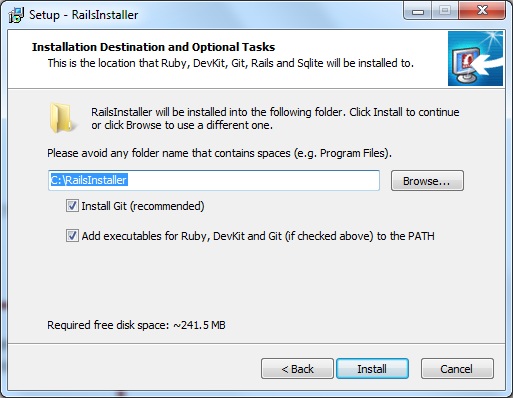 Setup - RailsInstaller
Installation Destination and Optional Tasks
This is the location that Ruby, DevKit, Git, Rails and Sqlite will be installed to.
RailsInstaller will be installed into the following folder. Click Install to continue
or click Browse to use a different one.
Please avoid any folder name that contains spaces (e.g. Program Files).
C:\RailsInstaller
Browse...
Install Git (recommended)
Add executables for Ruby, DevKit and Git (if checked above) to the PATH
Required free disk space: ~241.5 MB
< Back
Install
Cancel